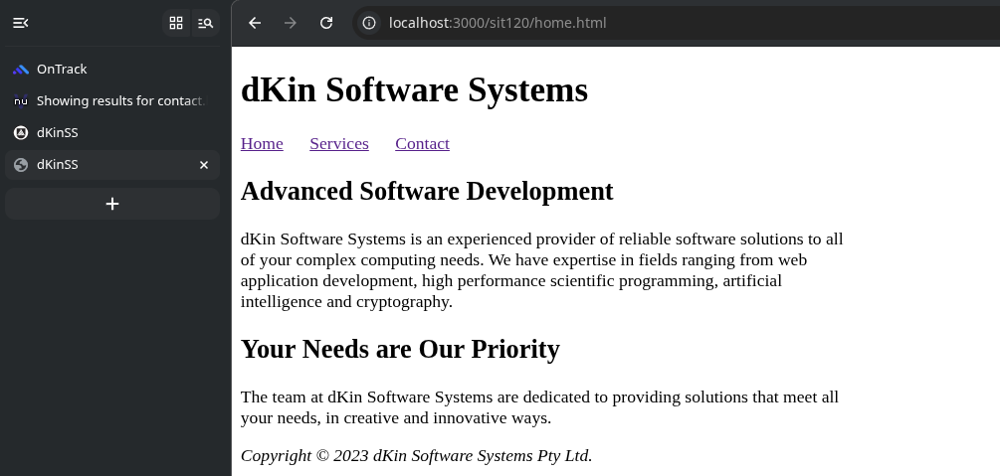 localhost:3000/sit120/home.html
OnTrack
Showing results for contact
dKinSS
dKinSS
dKin Software Systems
Home Services Contact
Advanced Software Development
dKin Software Systems is an experienced provider of reliable software solutions to all
of your complex computing needs. We have expertise in fields ranging from web
application development, high performance scientific programming, artificial
intelligence and cryptography.
Your Needs are Our Priority
The team at dKin Software Systems are dedicated to providing solutions that meet all
your needs, in creative and innovative ways.
Copyright © 2023 dKin Software Systems Pty Ltd.